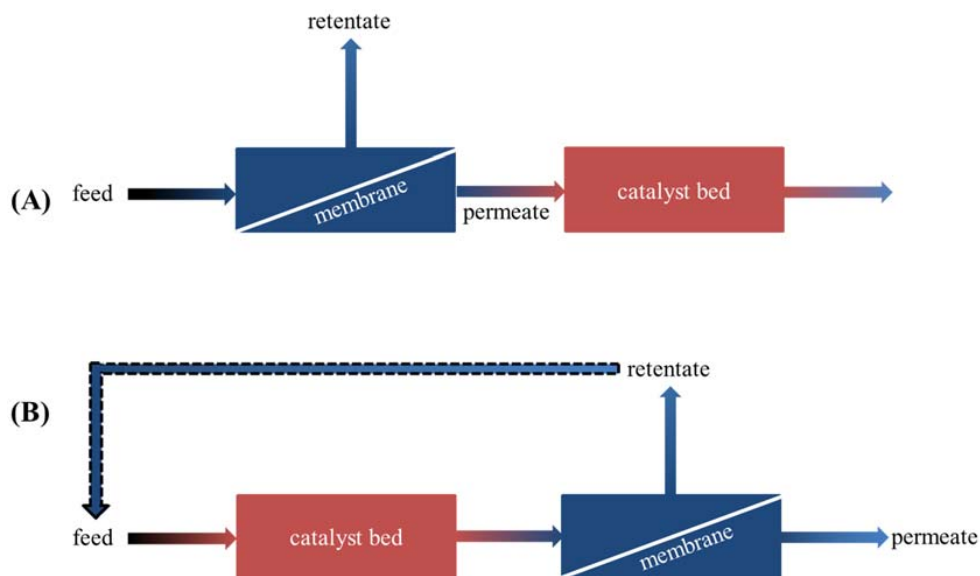 retentate
(A)
feed
membrane
permeate
catalyst bed
retentate
(B)
feed
catalyst bed
membrane
permeate